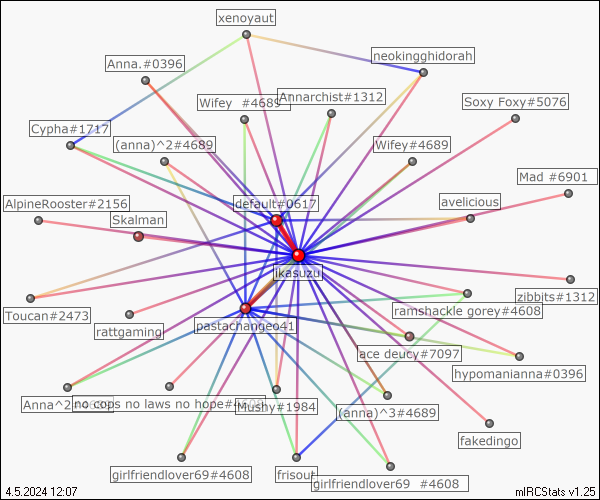 xenoyaut
neokingghidorah
Anna.#0396
Wifey #4689
Annarchist#1312
Soxy Foxy#5076
Cypha#1717
(anna)^2#4689
Wifey#4689
Mad #6901
AlpineRooster#2156
default#0617
avelicious
Skalman
jkasuzu
zibbits#1312
Toucan#2473
rattgaming
pastachangeo41
ramshackle gorey#4608
ace deucy#7097
hypomanianna#0396
Anna^2
no cops no laws no hope#4608
Mushy#1984
(anna)^3#4689
fakedingo
girlfriendlover69#4608
frisout
girlfriendlover69 #4608
4.5.2024 12:07
mIRCStats v1.25